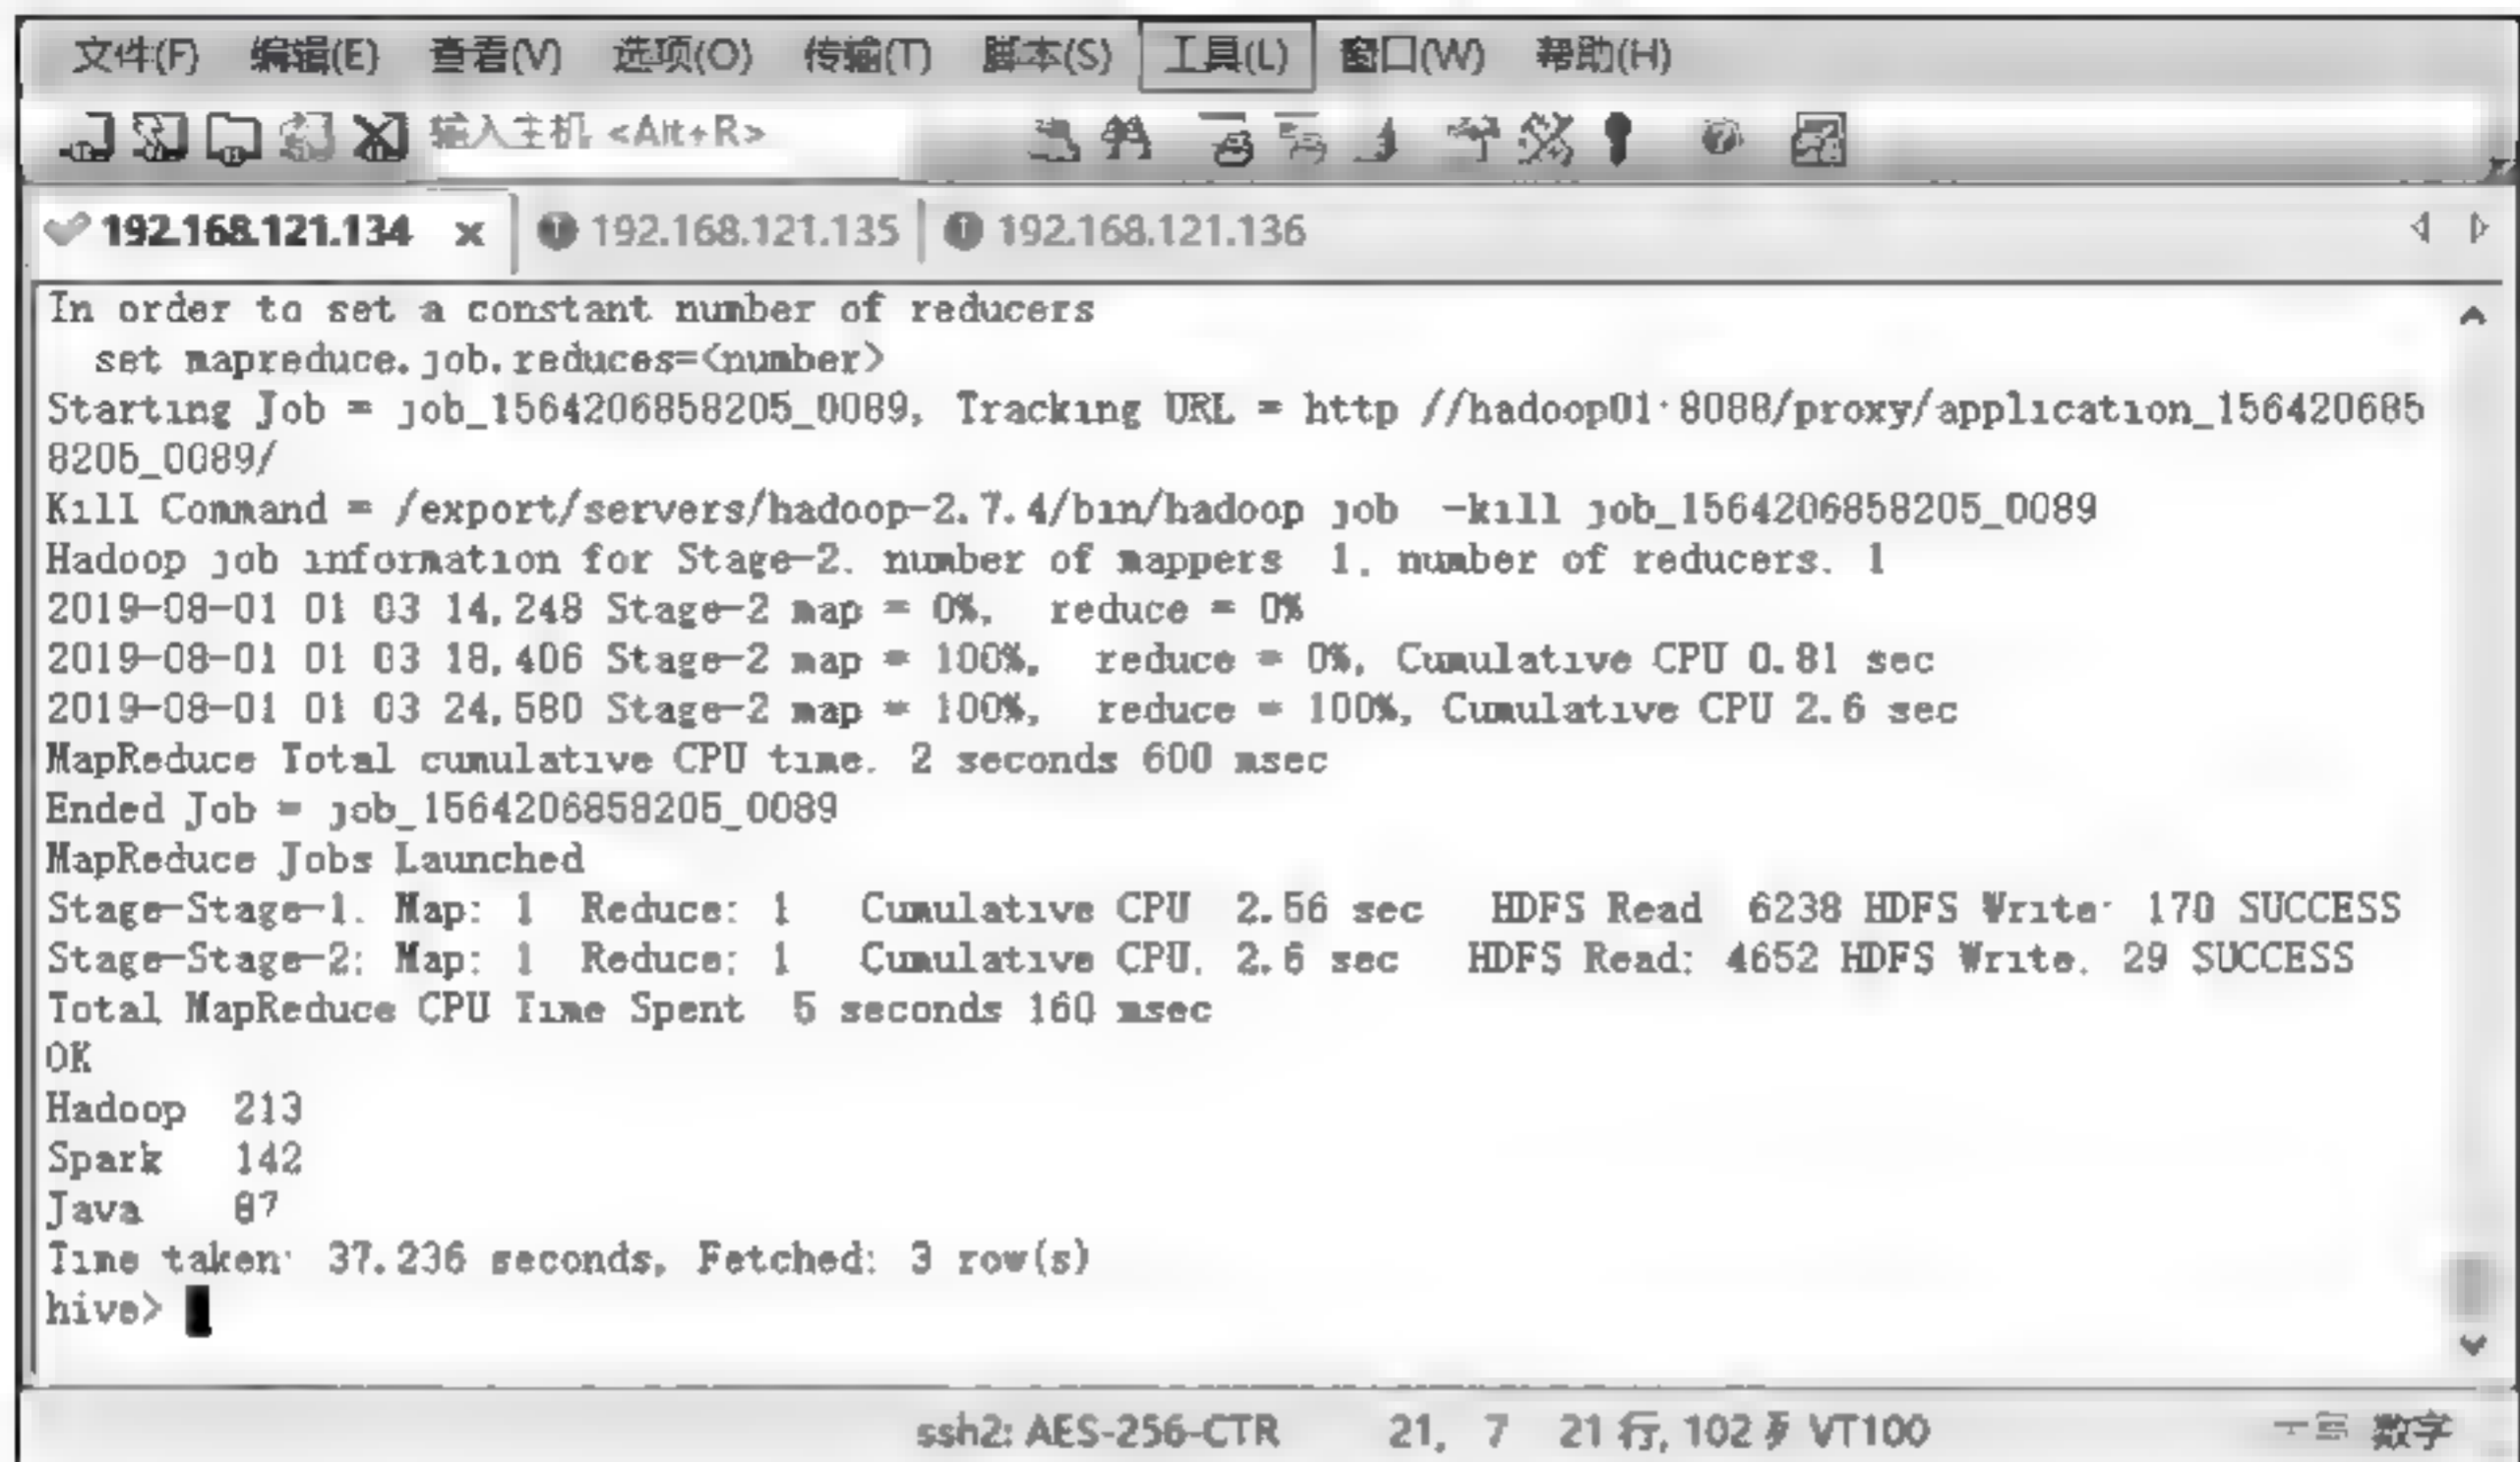 文件(F) 编辑(E) 查看(V) 选项(O) 传输(T) 脚本(S) 工具(L) 窗口(W) 帮助(H)
输入主机 <Alt+R>
192.168.121.134 x 192.168.121.135 192.168.121.136
In order to set a constant number of reducers
set mapreduce.job.reduces=<number>
Starting Job = job_1564206858205_0089, Tracking URL = http //hadoop01:8088/proxy/application_156420685
8205_0089/
Kill Command = /export/servers/hadoop-2.7.4/bin/hadoop job -kill job_1564206858205_0089
Hadoop job information for Stage-2. number of mappers 1. number of reducers. 1
2019-08-01 01 03 14,248 Stage-2 map = 0%, reduce = 0%
2019-08-01 01 03 18,406 Stage-2 map = 100%, reduce = 0%, Cumulative CPU 0.81 sec
2019-08-01 01 03 24,580 Stage-2 map = 100%, reduce = 100%, Cumulative CPU 2.6 sec
MapReduce Total cumulative CPU time. 2 seconds 600 msec
Ended Job = job_1564206858205_0089
MapReduce Jobs Launched
Stage-Stage-1. Map: 1 Reduce: 1 Cumulative CPU 2.56 sec HDFS Read 6238 HDFS Write: 170 SUCCESS
Stage-Stage-2: Map: 1 Reduce: 1 Cumulative CPU. 2.6 sec HDFS Read: 4652 HDFS Write. 29 SUCCESS
Total MapReduce CPU Time Spent 5 seconds 160 msec
OK
Hadoop 213
Spark 142
Java 87
Time taken: 37.236 seconds, Fetched: 3 row(s)
hive>
ssh2: AES-256-CTR 21, 7 21 行, 102 VT100 数字